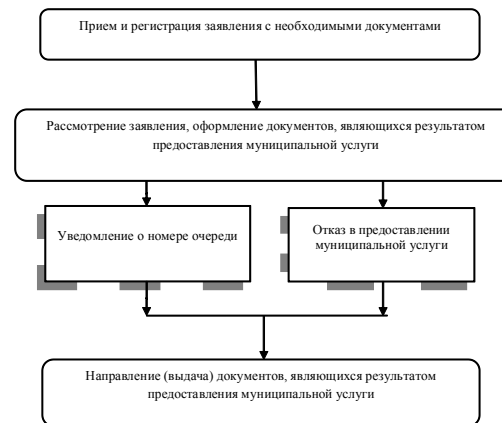 Прием и регистрация заявления с необходимыми документами
Рассмотрение заявления, оформление документов, являющихся результатом
предоставления муниципальной услуги
Уведомление о номере очереди
Отказ в предоставлении
муниципальной услуги
Направление (выдача) документов, являющихся результатом
предоставления муниципальной услуги